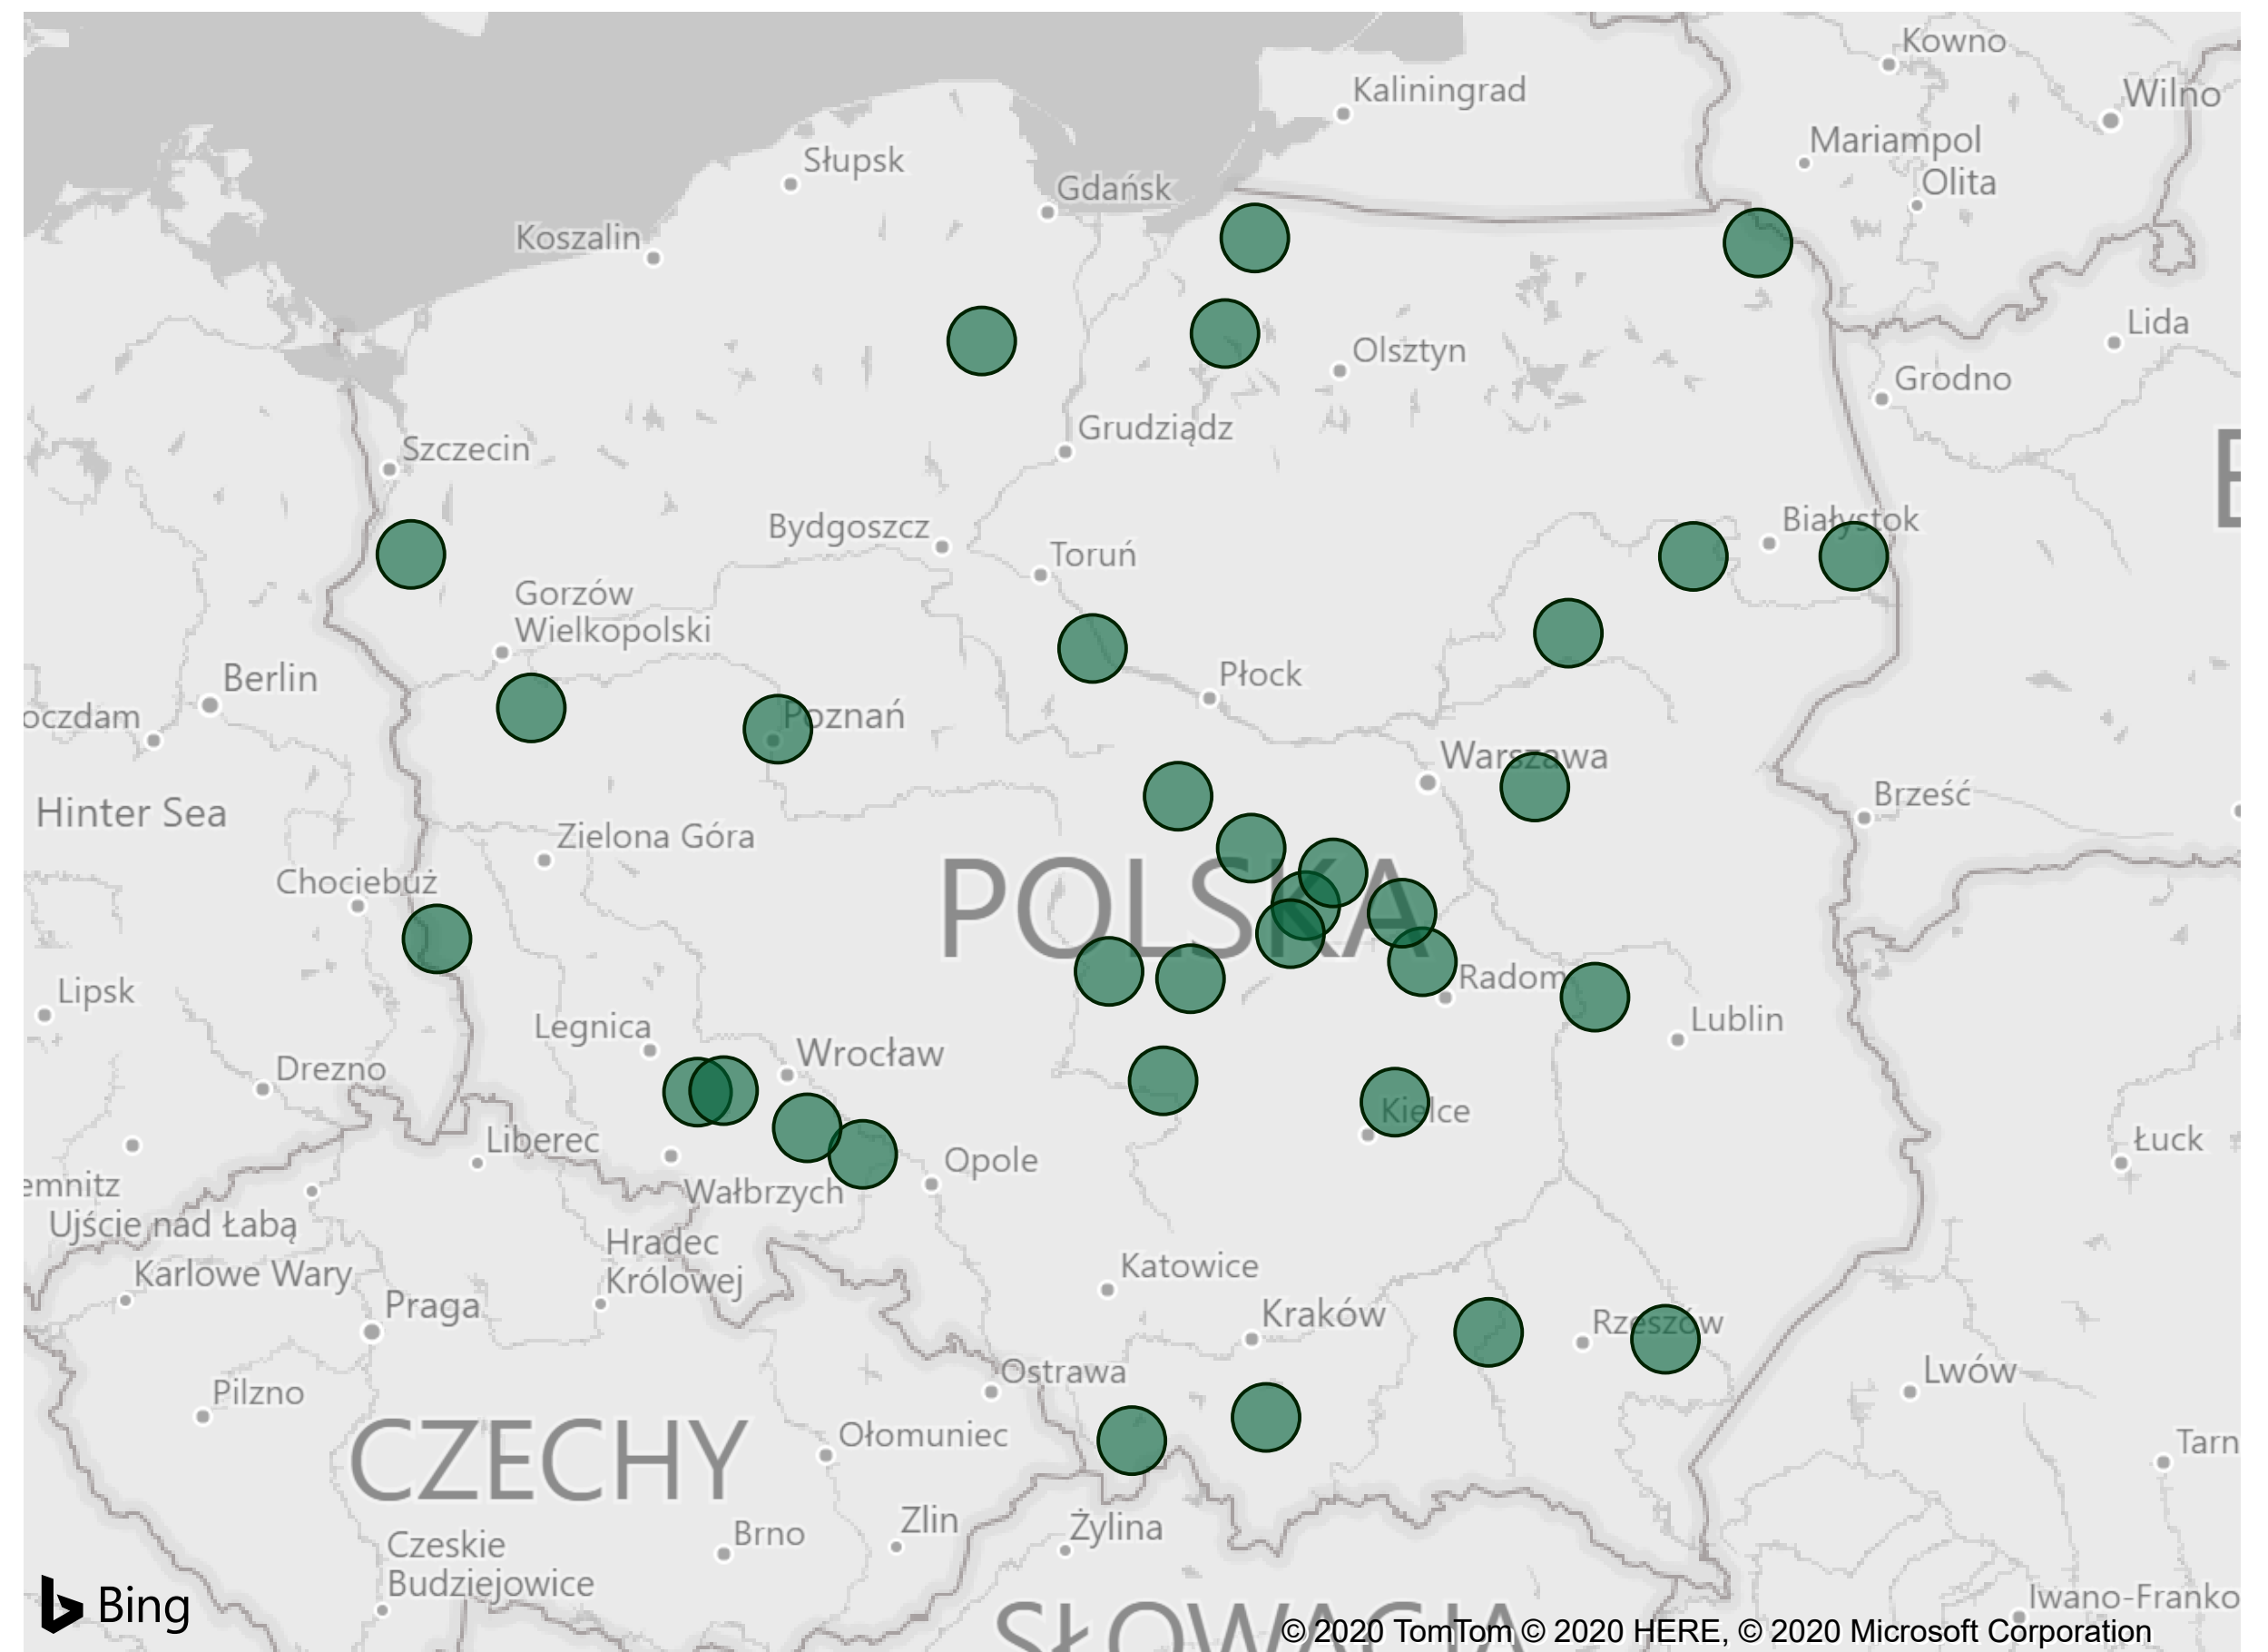 Kowno
Kaliningrad
Wilno
Mariampol
Słupsk
Olita
Gdańsk
Koszalin
Lida
Olsztyn
Grodno
Grudziądz
Szczecin
Białystok
Bydgoszcz
Toruń
Gorzów
Wielkopolski
Płock
Berlin
oczdam
Poznań
Warszawa
Brześć
Hinter Sea
Zielona Góra
Chociebuż
POLSKA
Radom
Lipsk
Lublin
Legnica
Wrocław
Drezno
Kielce
Liberec
Łuck
Opole
emnitz
Wałbrzych
Ujście nad Łabą
Hradec
Królowej
Karlowe Wary
Katowice
Praga
Kraków
Rzeszów
Ostrawa
Lwów
Pilzno
CZECHY
Ołomuniec
Tarn
Zlin
Żylina
Brno
Czeskie
Budziejowice
Bing
Iwano-Franko
SŁOWACJA
© 2020 TomTom © 2020 HERE, © 2020 Microsoft Corporation